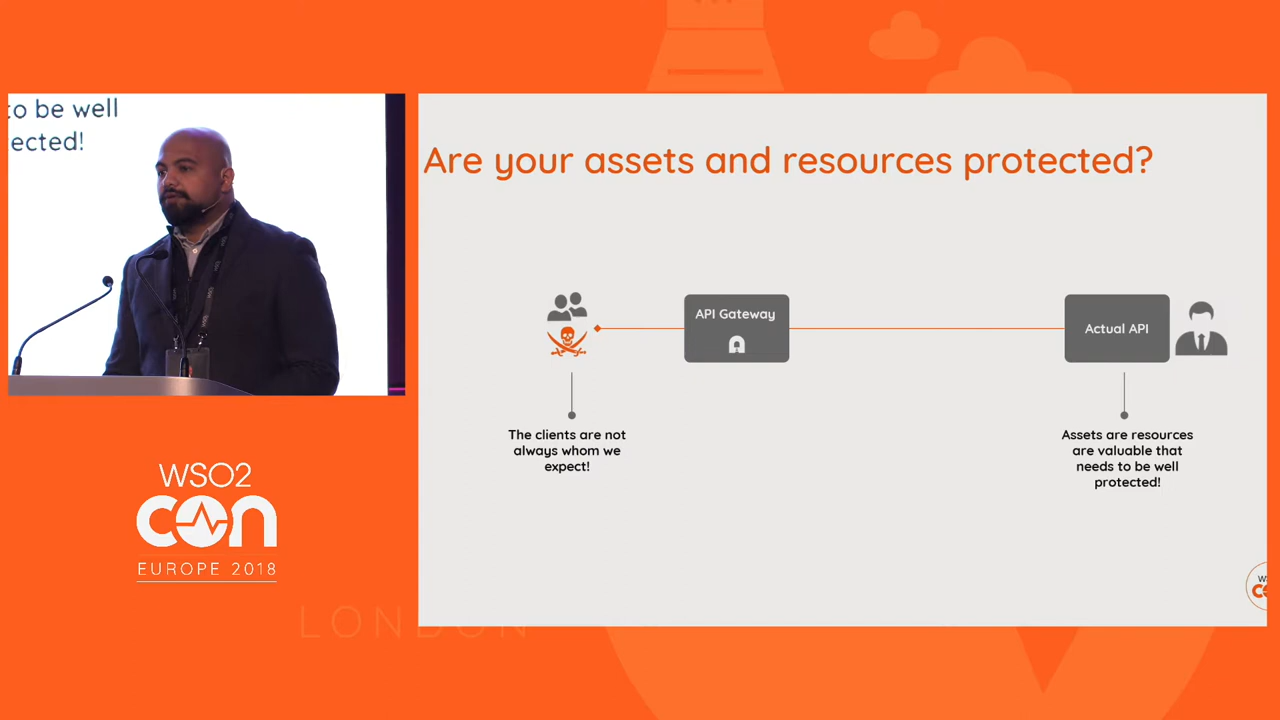 to be well
ected!
Are your assets and resources protected?
API Gateway
Actual API
The clients are not
always whom we
expect!
Assets are resources
are valuable that
needs to be well
protected!
WSO2
con
EUROPE 2018
LONDON